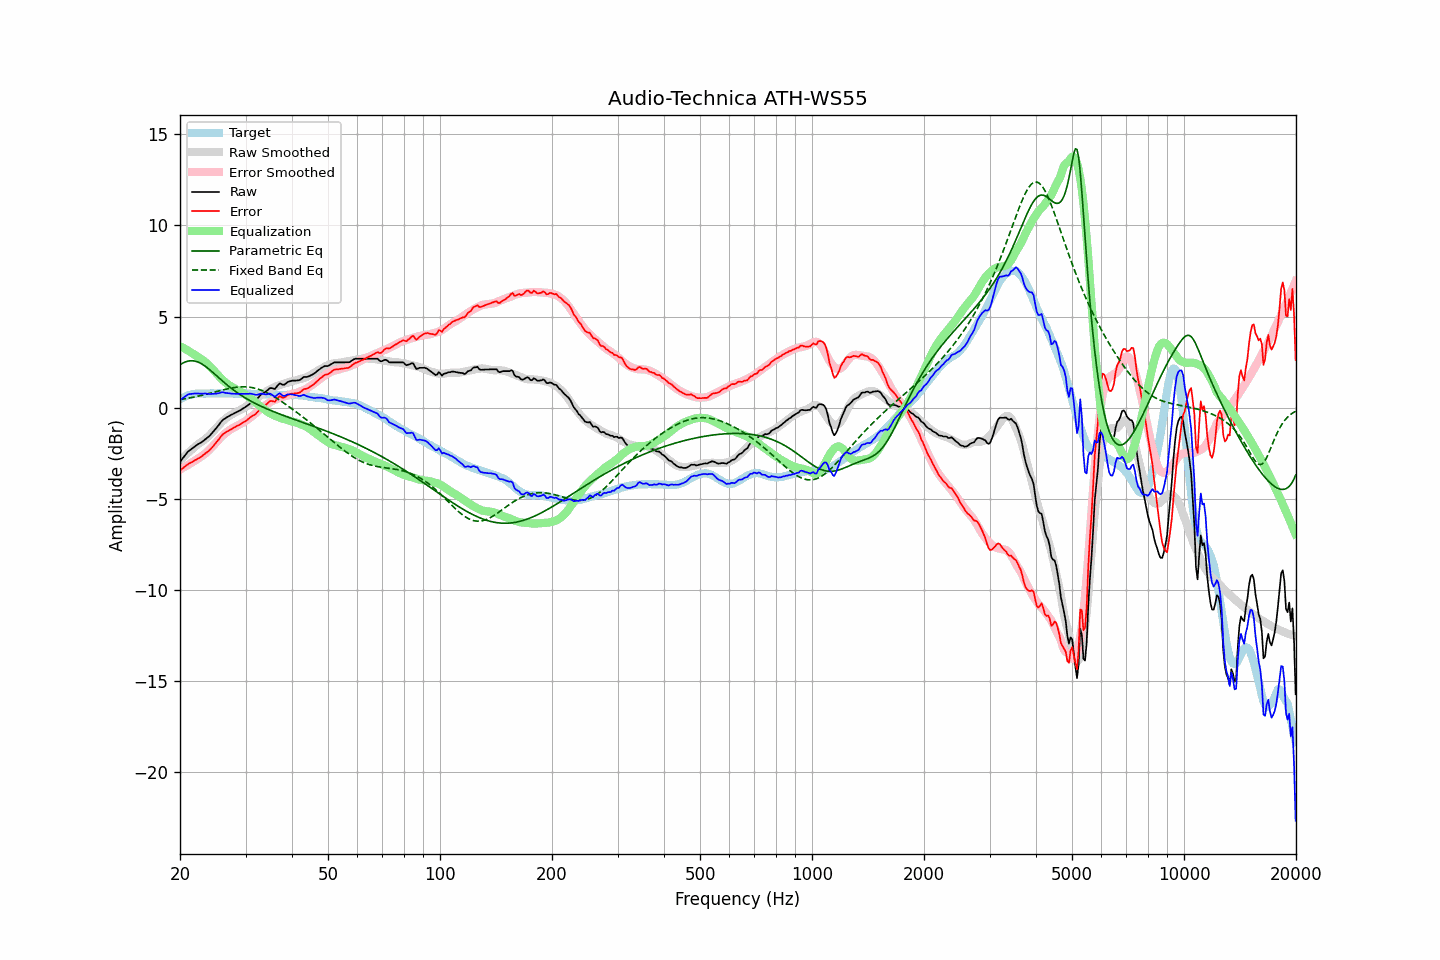 Audio-Technica ATH-WS55
Target
Raw Smoothed
Error Smoothed
Raw
Error
Equalization
Parametric Eq
Fixed Band Eq
Equalized
Amplitude (dBr)
15
10
5
0
−5
−10
−15
−20
20
50
100
200
500
1000
2000
5000
10000
20000
Frequency (Hz)